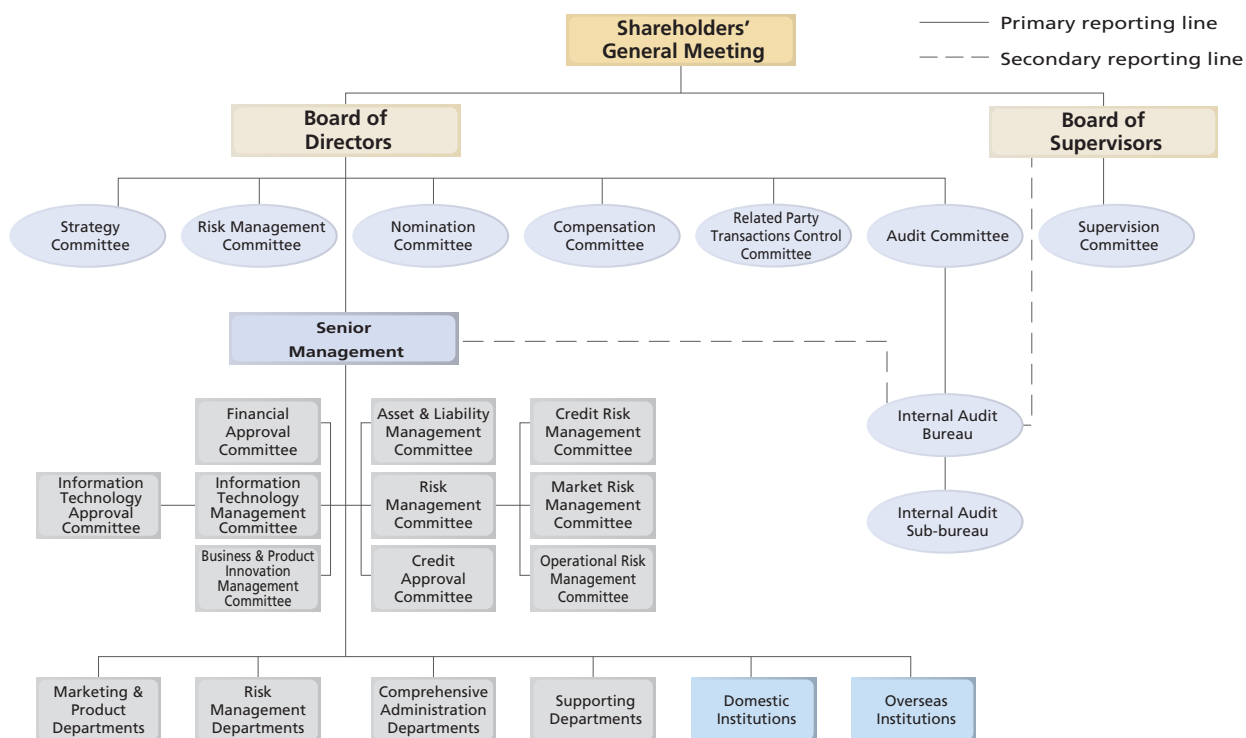 Shareholders'
General Meeting
Primary reporting line
Secondary reporting line
Board of
Directors
Board of
Supervisors
Strategy
Committee
Risk Management
Committee
Nomination
Committee
Compensation
Committee
Related Party
Transactions Control
Committee
Audit Committee
Supervision
Committee
Senior
Management
Financial
Approval
Committee
Asset & Liability
Management
Committee
Credit Risk
Management
Committee
Internal Audit
Bureau
Information
Technology
Approval
Committee
Information
Technology
Management
Committee
Risk
Management
Committee
Market Risk
Management
Committee
Internal Audit
Sub-bureau
Business & Product
Innovation
Management
Committee
Credit
Approval
Committee
Operational Risk
Management
Committee
Marketing &
Product
Departments
Risk
Management
Departments
Comprehensive
Administration
Departments
Supporting
Departments
Domestic
Institutions
Overseas
Institutions